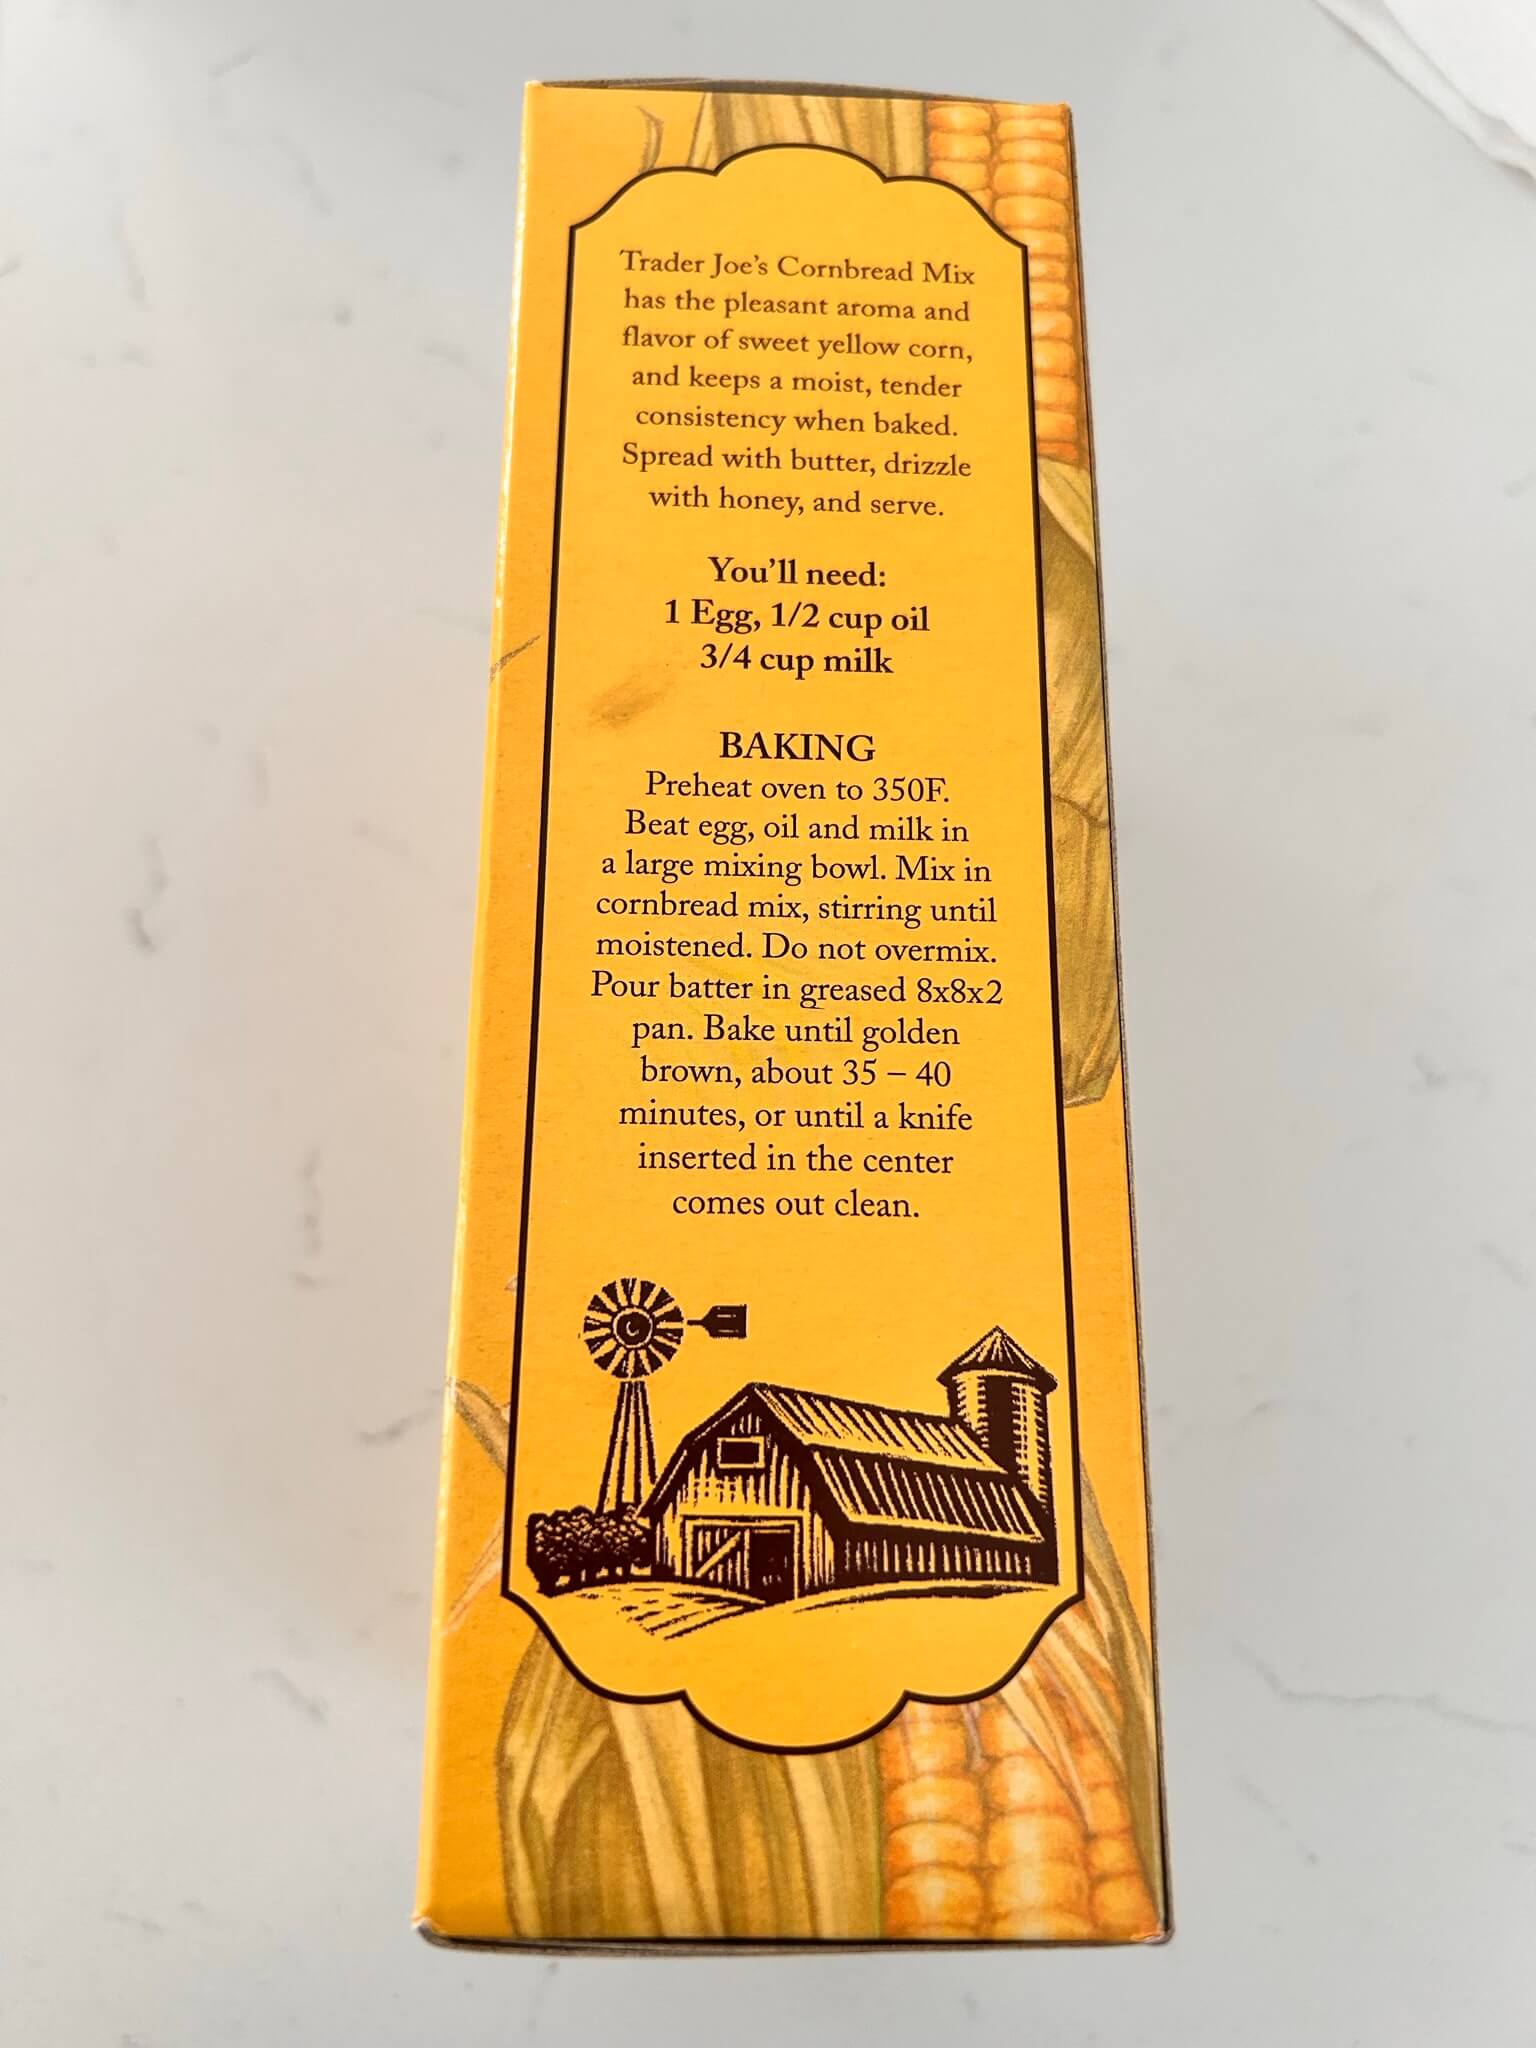 Trader Joe's Cornbread Mix
has the pleasant aroma and
flavor of sweet yellow corn,
and keeps a moist, tender
consistency when baked.
Spread with butter, drizzle
with honey, and serve.
You'll need:
1 Egg, 1/2 cup oil
3/4 cup milk
BAKING
Preheat oven to 350F.
Beat egg, oil and milk in
a large mixing bowl. Mix in
cornbread mix, stirring until
moistened. Do not overmix.
Pour batter in greased 8x8x2
pan. Bake until golden
brown, about 35 – 40
minutes, or until a knife
inserted in the center
comes out clean.